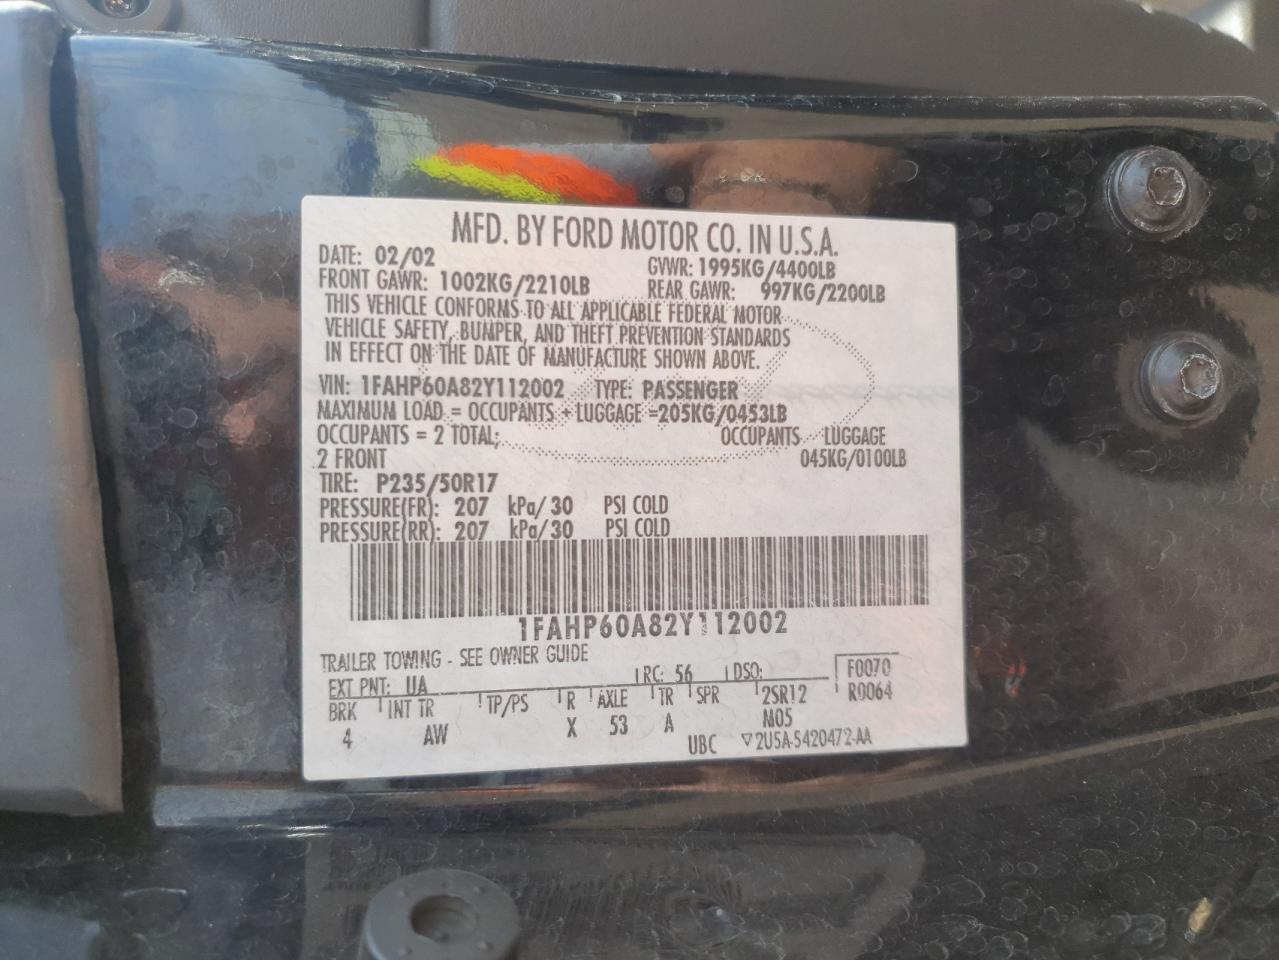 MFD. BY FORD MOTOR CO. IN U.S.A.
DATE: 02/02 GVWR: 1995KG/4400LB
FRONT GAWR: 1002KG/2210LB REAR GAWR: 997KG/2200LB
THIS VEHICLE CONFORMS TO ALL APPLICABLE FEDERAL MOTOR
VEHICLE SAFETY, BUMPER, AND THEFT PREVENTION STANDARDS
IN EFFECT ON THE DATE OF MANUFACTURE SHOWN ABOVE.
VIN: 1FAHP60A82Y112002 TYPE: PASSENGER
MAXIMUM LOAD = OCCUPANTS + LUGGAGE =205KG/0453LB
OCCUPANTS = 2 TOTAL; OCCUPANTS LUGGAGE
2 FRONT 045KG/0100LB
TIRE: P235/50R17
PRESSURE(FR): 207 kPa/30 PSI COLD
PRESSURE(RR): 207 kPa/30 PSI COLD
1FAHP60A82Y112002
TRAILER TOWING - SEE OWNER GUIDE
EXT PNT: UA RC: 56 DSO: F0070
BRK INT TR TP/PS R AXLE TR SPR 2SR12 R0064
4 AW X 53 A N05
UBC ▽2U5A-5420472-AA